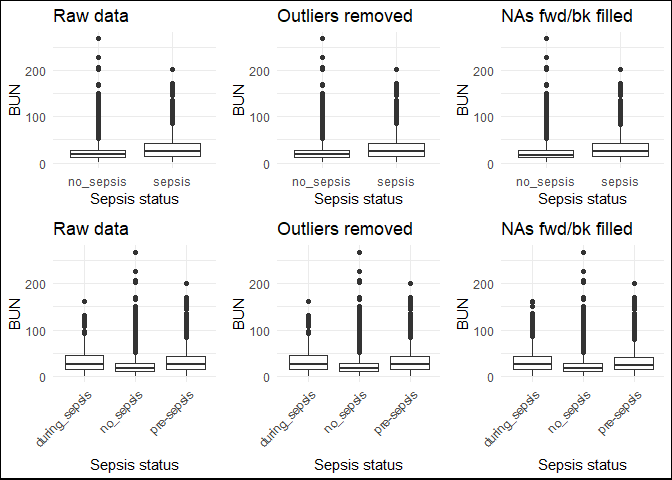 Raw data
Outliers removed
NAs fwd/bk filled
BUN
200
100
0
no_sepsis
sepsis
Sepsis status
BUN
200
100
0
no_sepsis
sepsis
Sepsis status
BUN
200
100
0
no_sepsis
sepsis
Sepsis status
Raw data
Outliers removed
NAs fwd/bk filled
BUN
200
100
0
during_sepsis
no_sepsis
pre-sepsis
Sepsis status
BUN
200
100
0
during_sepsis
no_sepsis
pre-sepsis
Sepsis status
BUN
200
100
0
during_sepsis
no_sepsis
pre-sepsis
Sepsis status